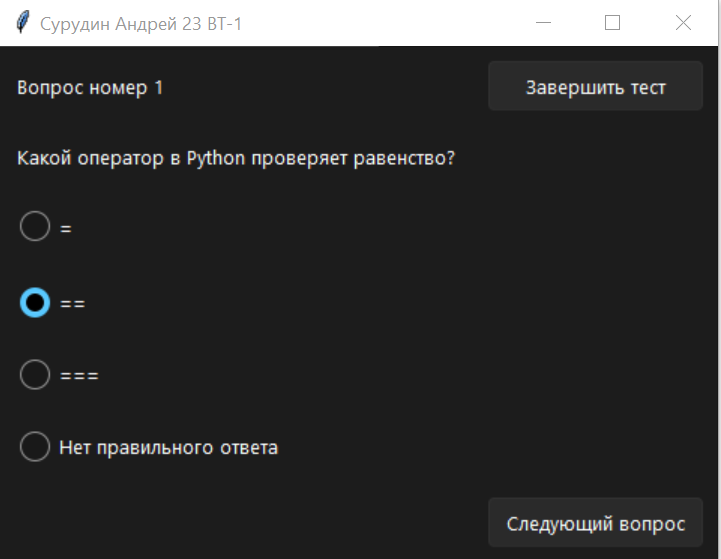 Сурудин Андрей 23 ВТ-1
Вопрос номер 1
Завершить тест
Какой оператор в Python проверяет равенство?
=
==
===
Нет правильного ответа
Следующий вопрос